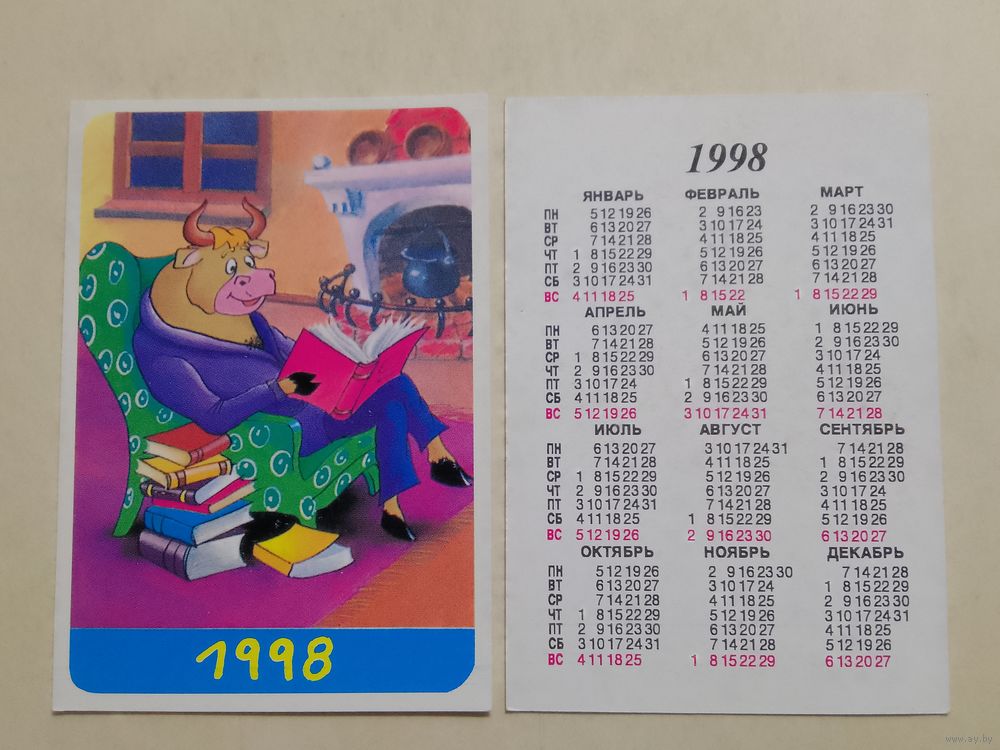 1998
1998
ЯНВАРЬ ФЕВРАЛЬ МАРТ
ПН 5 12 19 26 2 9 16 23 2 9 16 23 30
ВТ 6 13 20 27 3 10 17 24 3 10 17 24 31
СР 7 14 21 28 4 11 18 25 4 11 18 25
ЧТ 1 8 15 22 29 5 12 19 26 5 12 19 26
ПТ 2 9 16 23 30 6 13 20 27 6 13 20 27
СБ 3 10 17 24 31 7 14 21 28 7 14 21 28
ВС 4 11 18 25 1 8 15 22 1 8 15 22 29
АПРЕЛЬ МАЙ ИЮНЬ
ПН 6 13 20 27 4 11 18 25 1 8 15 22 29
ВТ 7 14 21 28 5 12 19 26 2 9 16 23 30
СР 1 8 15 22 29 6 13 20 27 3 10 17 24
ЧТ 2 9 16 23 30 7 14 21 28 4 11 18 25
ПТ 3 10 17 24 1 8 15 22 29 5 12 19 26
СБ 4 11 18 25 2 9 16 23 30 6 13 20 27
ВС 5 12 19 26 3 10 17 24 31 7 14 21 28
ИЮЛЬ АВГУСТ СЕНТЯБРЬ
ПН 6 13 20 27 3 10 17 24 31 7 14 21 28
ВТ 7 14 21 28 4 11 18 25 1 8 15 22 29
СР 1 8 15 22 29 5 12 19 26 2 9 16 23 30
ЧТ 2 9 16 23 30 6 13 20 27 3 10 17 24
ПТ 3 10 17 24 31 7 14 21 28 4 11 18 25
СБ 4 11 18 25 1 8 15 22 29 5 12 19 26
ВС 5 12 19 26 2 9 16 23 30 6 13 20 27
ОКТЯБРЬ НОЯБРЬ ДЕКАБРЬ
ПН 5 12 19 26 2 9 16 23 30 7 14 21 28
ВТ 6 13 20 27 3 10 17 24 1 8 15 22 29
СР 7 14 21 28 4 11 18 25 2 9 16 23 30
ЧТ 1 8 15 22 29 5 12 19 26 3 10 17 24 31
ПТ 2 9 16 23 30 6 13 20 27 4 11 18 25
СБ 3 10 17 24 31 7 14 21 28 5 12 19 26
ВС 4 11 18 25 1 8 15 22 29 6 13 20 27
www.ay.by